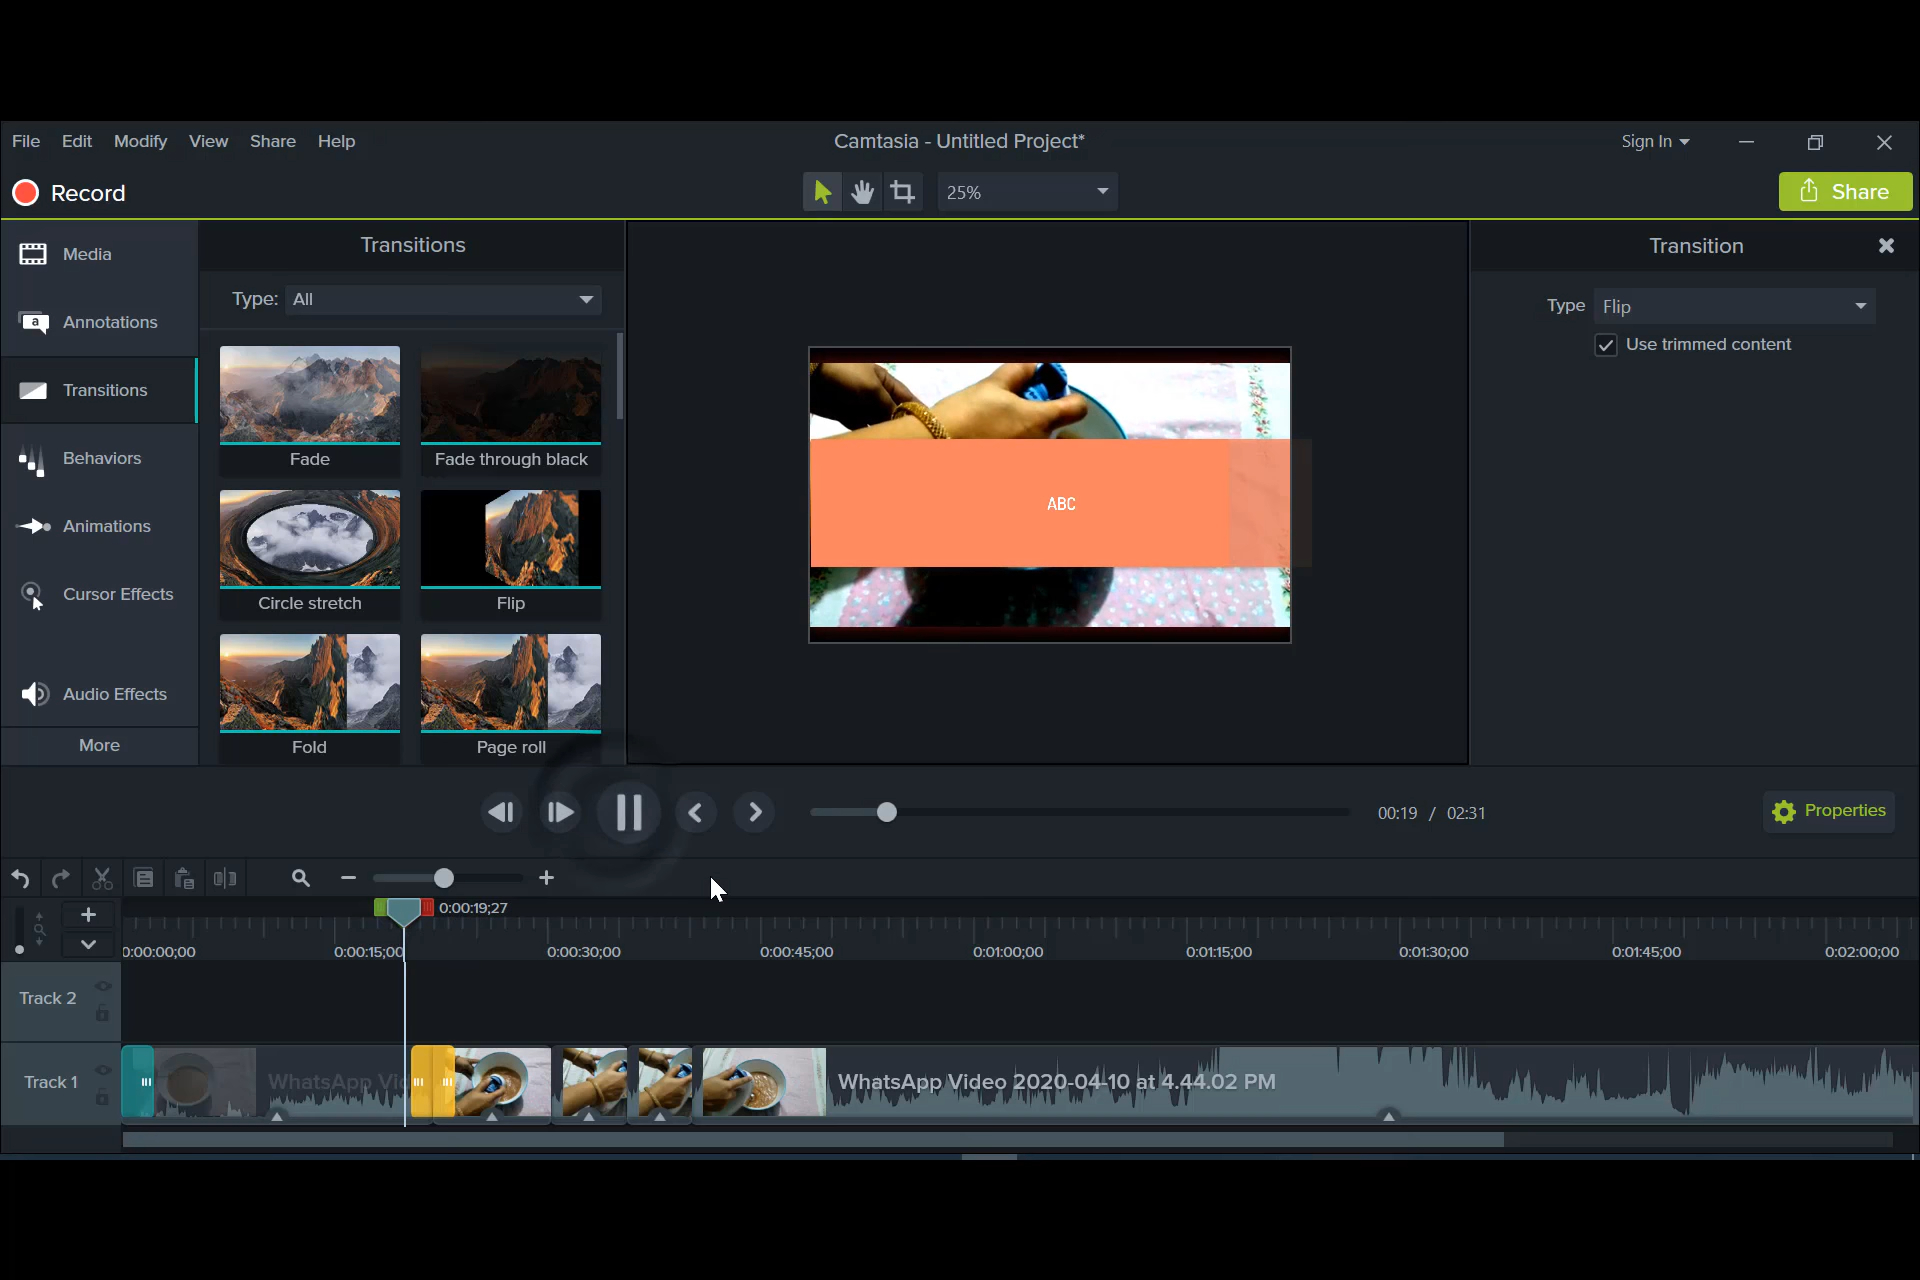 File Edit Modify View Share Help
Camtasia - Untitled Project*
Sign In
Record
25%
Share
Media
Annotations
Transitions
Behaviors
Animations
Cursor Effects
Audio Effects
More
Transitions
Type: All
Fade
Fade through black
Circle stretch
Flip
Fold
Page roll
ABC
Transition
Type Flip
Use trimmed content
00:19 / 02:31
Properties
0:00:19;27
0:00:00;00 0:00:15;00 0:00:30;00 0:00:45;00 0:01:00;00 0:01:15;00 0:01:30;00 0:01:45;00 0:02:00;00
Track 2
Track 1
WhatsApp Vid
WhatsApp Video 2020-04-10 at 4.44.02 PM